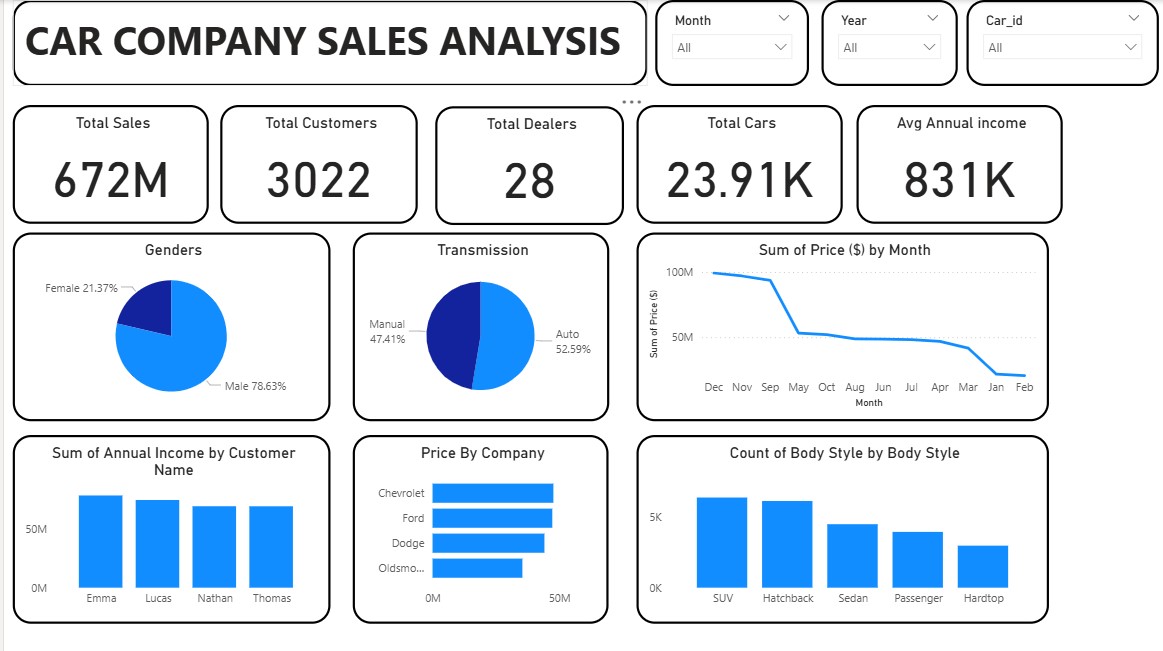 CAR COMPANY SALES ANALYSIS
Month
All
Year
All
Car_id
All
Total Sales
672M
Total Customers
3022
Total Dealers
28
Total Cars
23.91K
Avg Annual income
831K
Genders
Female 21.37%
Male 78.63%
Transmission
Manual
47.41%
Auto
52.59%
Sum of Price ($) by Month
Sum of Price ($)
100M
50M
Dec Nov Sep May Oct Aug Jun Jul Apr Mar Jan Feb
Month
Sum of Annual Income by Customer
Name
50M
0M
Emma Lucas Nathan Thomas
Price By Company
Chevrolet
Ford
Dodge
Oldsmo...
0M 50M
Count of Body Style by Body Style
5K
0K
SUV Hatchback Sedan Passenger Hardtop